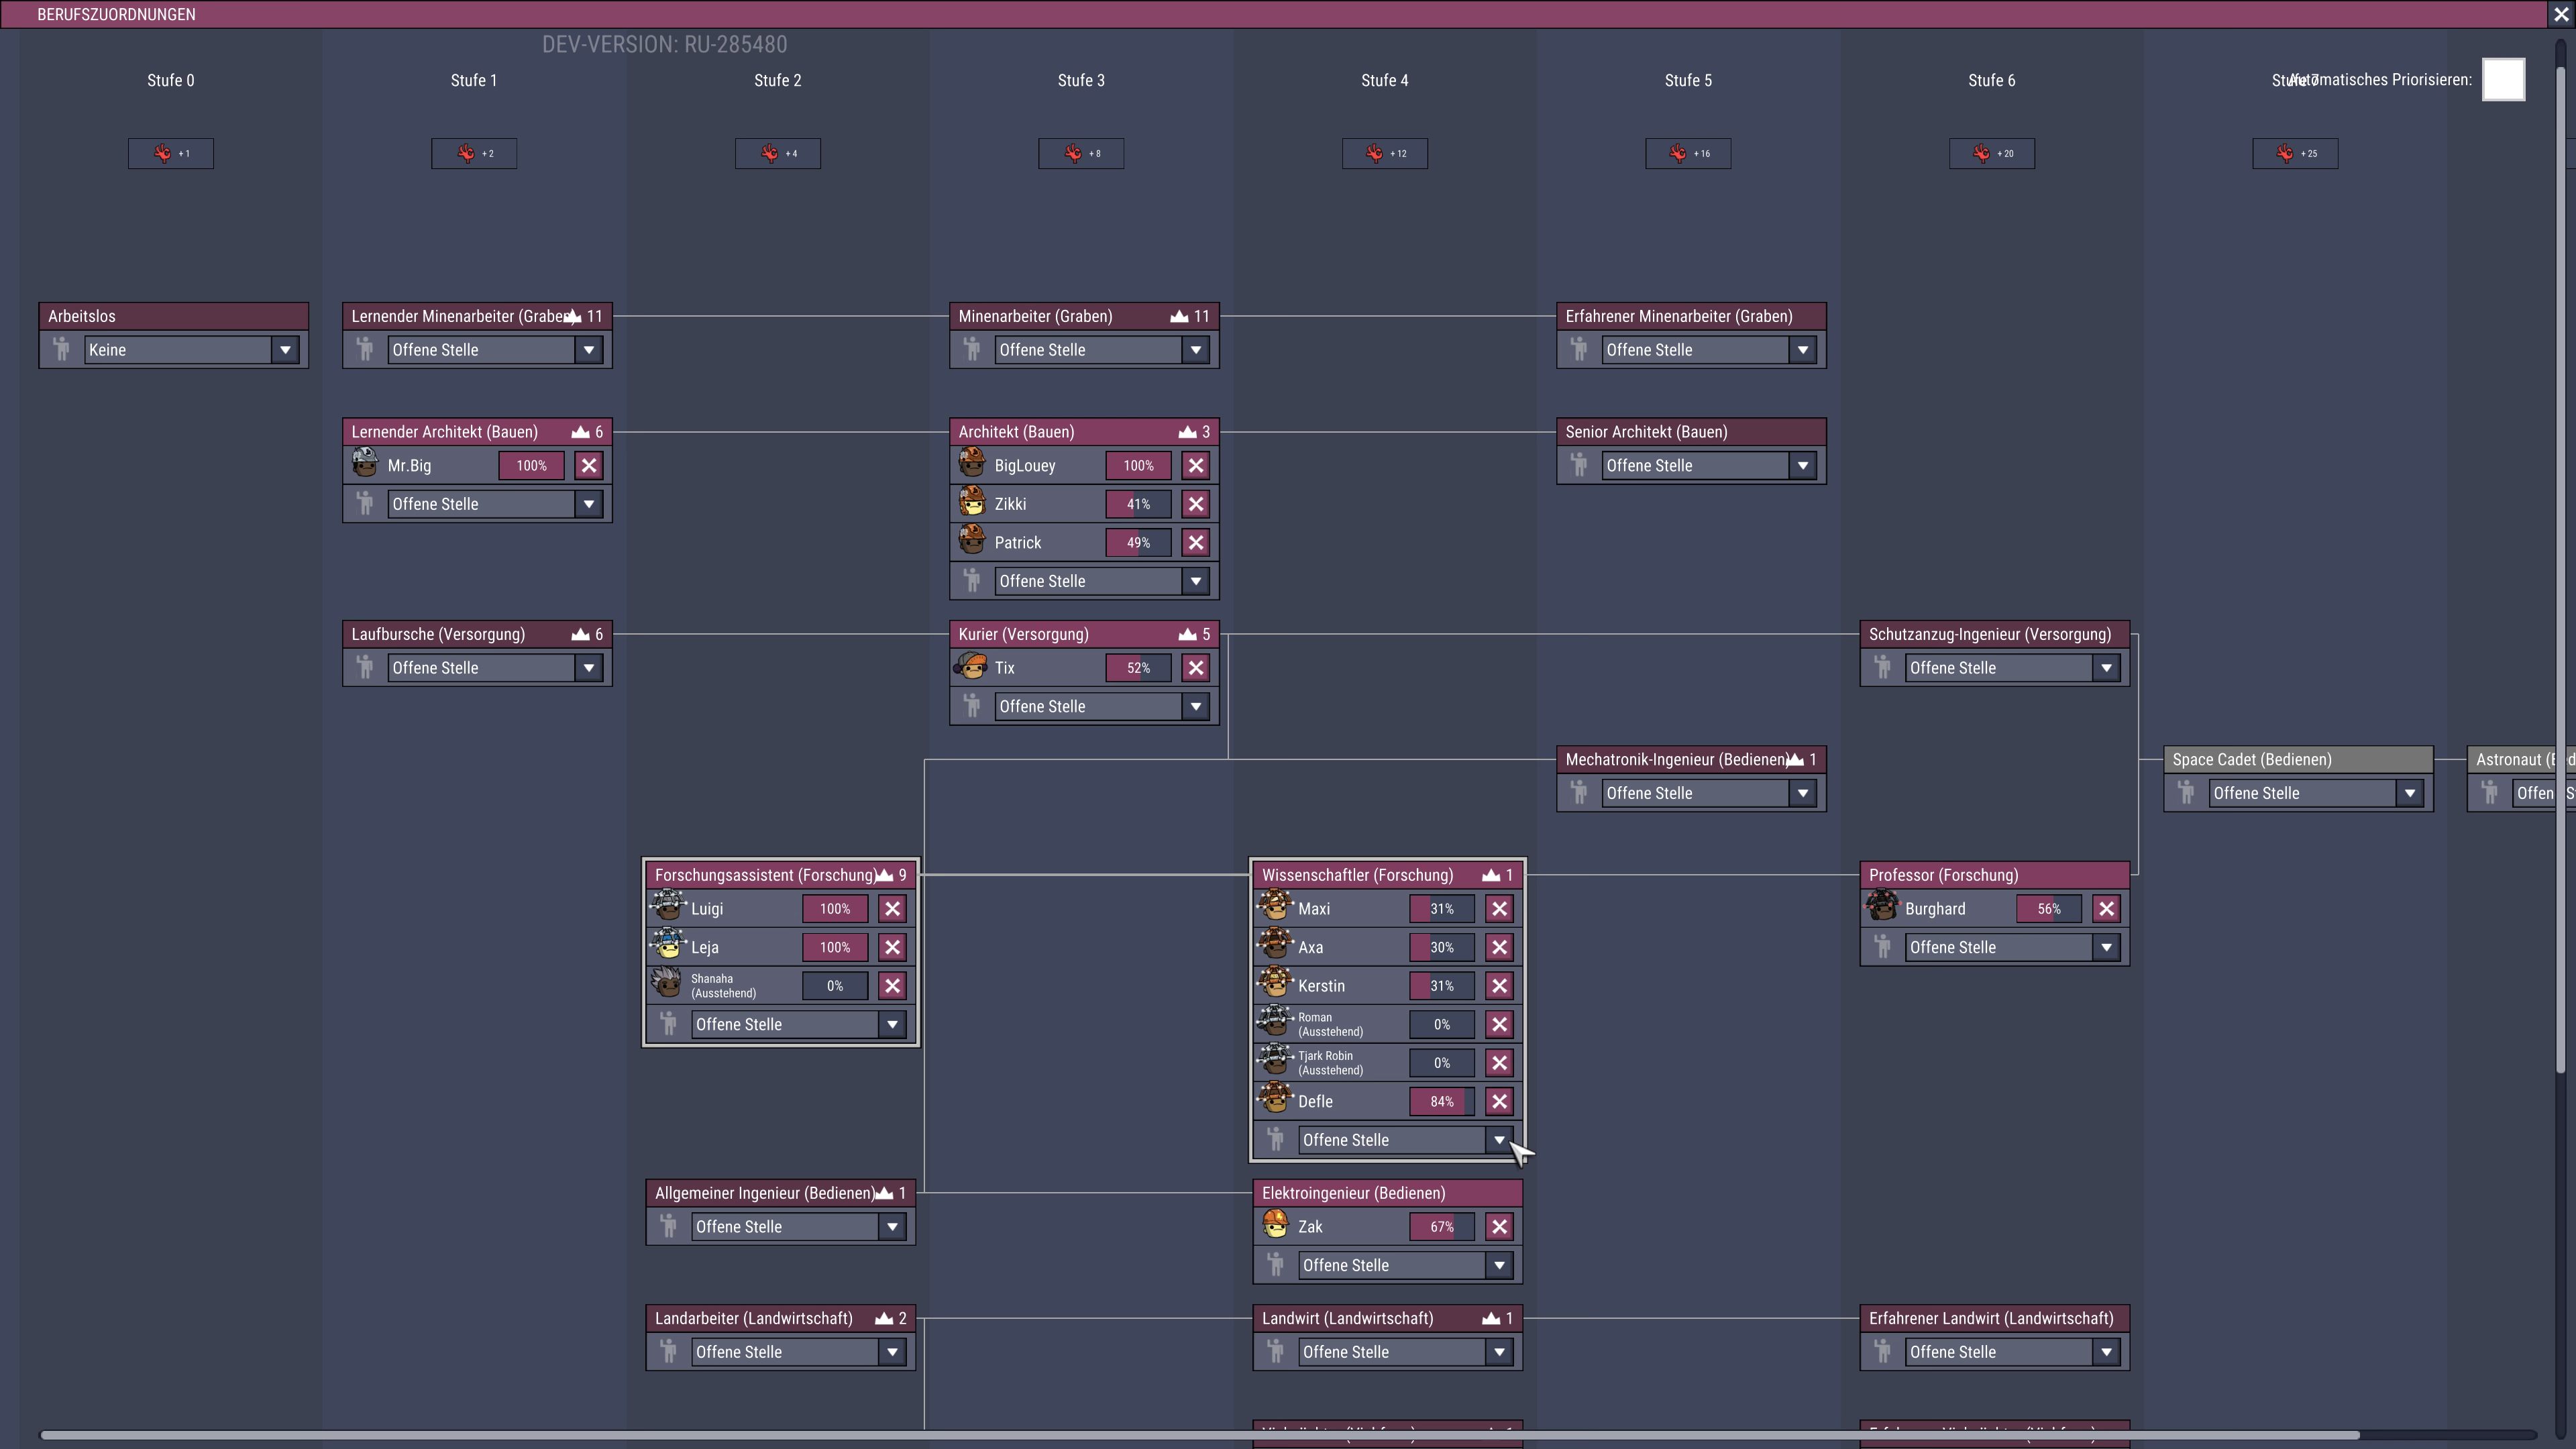 BERUFSZUORDNUNGEN
DEV-VERSION: RU-285480
Stufe 0
Stufe 1
Stufe 2
Stufe 3
Stufe 4
Stufe 5
Stufe 6
Stufe 7
Automatisches Priorisieren:
+1
+2
+4
+8
+12
+16
+20
+25
Arbeitslos
Keine
Lernender Minenarbeiter (Graben) 11
Offene Stelle
Minenarbeiter (Graben) 11
Offene Stelle
Erfahrener Minenarbeiter (Graben)
Offene Stelle
Lernender Architekt (Bauen) 6
Mr.Big 100%
Offene Stelle
Architekt (Bauen) 3
BigLouey 100%
Zikki 41%
Patrick 49%
Offene Stelle
Senior Architekt (Bauen)
Offene Stelle
Laufbursche (Versorgung) 6
Offene Stelle
Kurier (Versorgung) 5
Tix 52%
Offene Stelle
Schutzanzug-Ingenieur (Versorgung)
Offene Stelle
Mechatronik-Ingenieur (Bedienen) 1
Offene Stelle
Space Cadet (Bedienen)
Offene Stelle
Astronaut
Forschungsassistent (Forschung) 9
Luigi 100%
Leja 100%
Shanaha
(Ausstehend) 0%
Offene Stelle
Wissenschaftler (Forschung) 1
Maxi 31%
Axa 30%
Kerstin 31%
Roman
(Ausstehend) 0%
Tjark Robin
(Ausstehend) 0%
Defle 84%
Offene Stelle
Professor (Forschung)
Burghard 56%
Offene Stelle
Allgemeiner Ingenieur (Bedienen) 1
Offene Stelle
Elektroingenieur (Bedienen)
Zak 67%
Offene Stelle
Landarbeiter (Landwirtschaft) 2
Offene Stelle
Landwirt (Landwirtschaft) 1
Offene Stelle
Erfahrener Landwirt (Landwirtschaft)
Offene Stelle